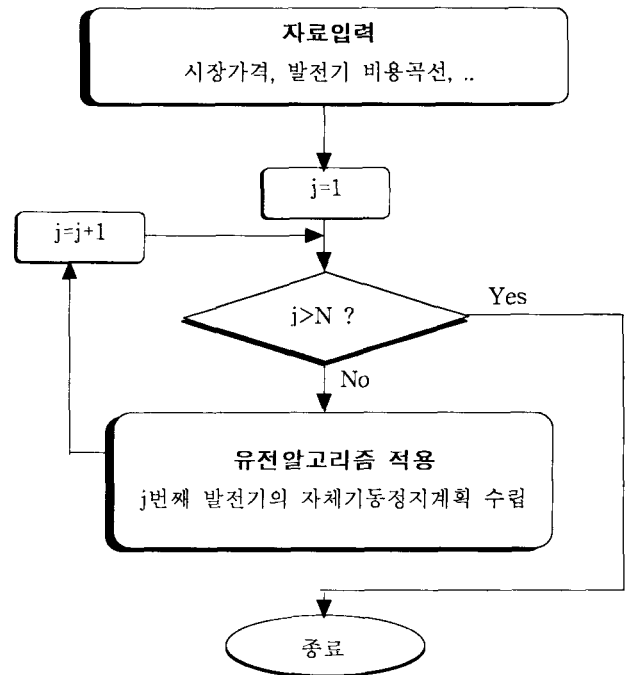 자료입력
시장가격, 발전기 비용곡선, ..
j=1
j=j+1
j>N ?
Yes
No
유전알고리즘 적용
j번째 발전기의 자체기동정지계획 수립
종료